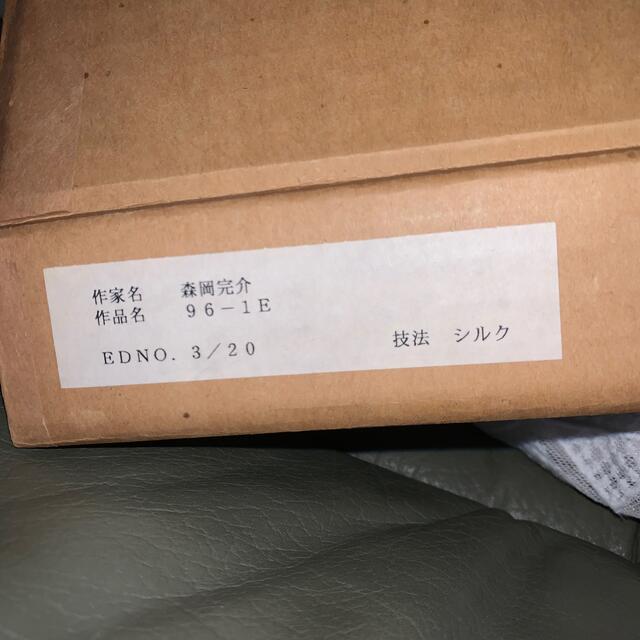 作家名　森岡完介
作品名　９６－１Ｅ
ＥＤＮＯ．３／２０　技法　シルク